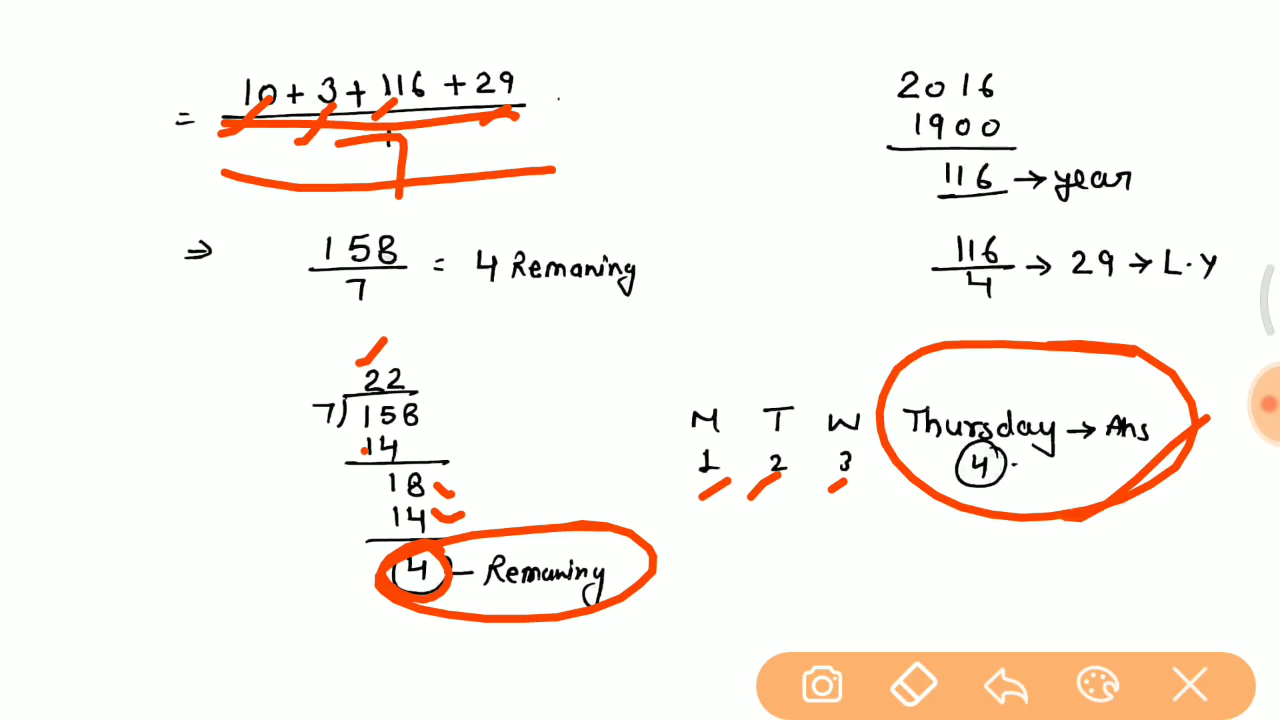 = 10 + 3 + 116 + 29
7
⇒ 158 / 7 = 4 Remaning
22
7)158
14
18
14
4 – Remaning
2016
1900
116 → year
116 / 4 → 29 → L.Y
M T W Thursday → Ans
1 2 3 4